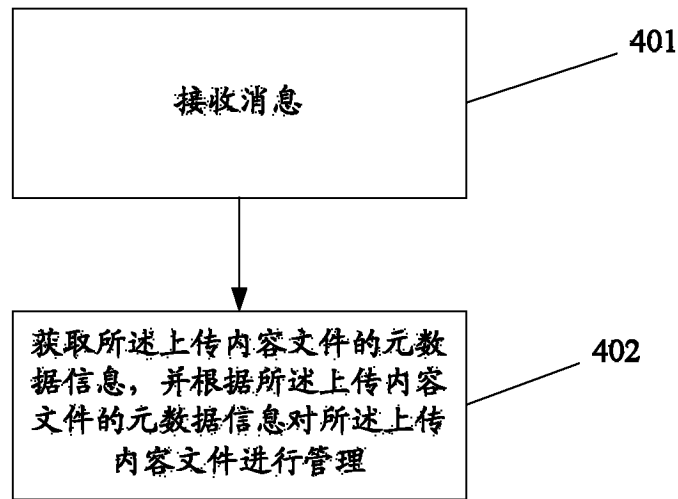 接收消息
401
获取所述上传内容文件的元数
据信息，并根据所述上传内容
文件的元数据信息对所述上传
内容文件进行管理
402